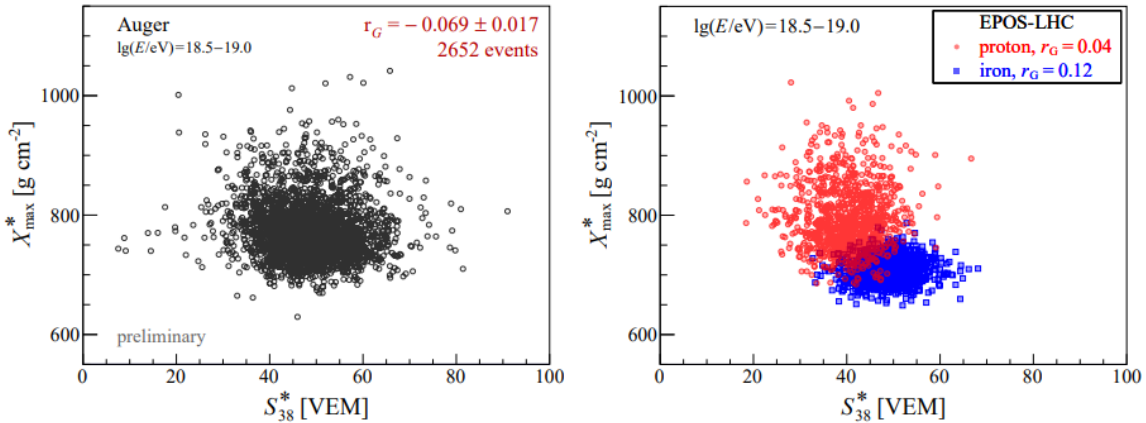 Auger
lg(E/eV)=18.5−19.0
r_G = − 0.069 ± 0.017
2652 events
1000
800
600
X*max [g cm-2]
preliminary
0 20 40 60 80 100
S*38 [VEM]
lg(E/eV)=18.5−19.0
EPOS-LHC
proton, r_G = 0.04
iron, r_G = 0.12
1000
800
600
X*max [g cm-2]
0 20 40 60 80 100
S*38 [VEM]